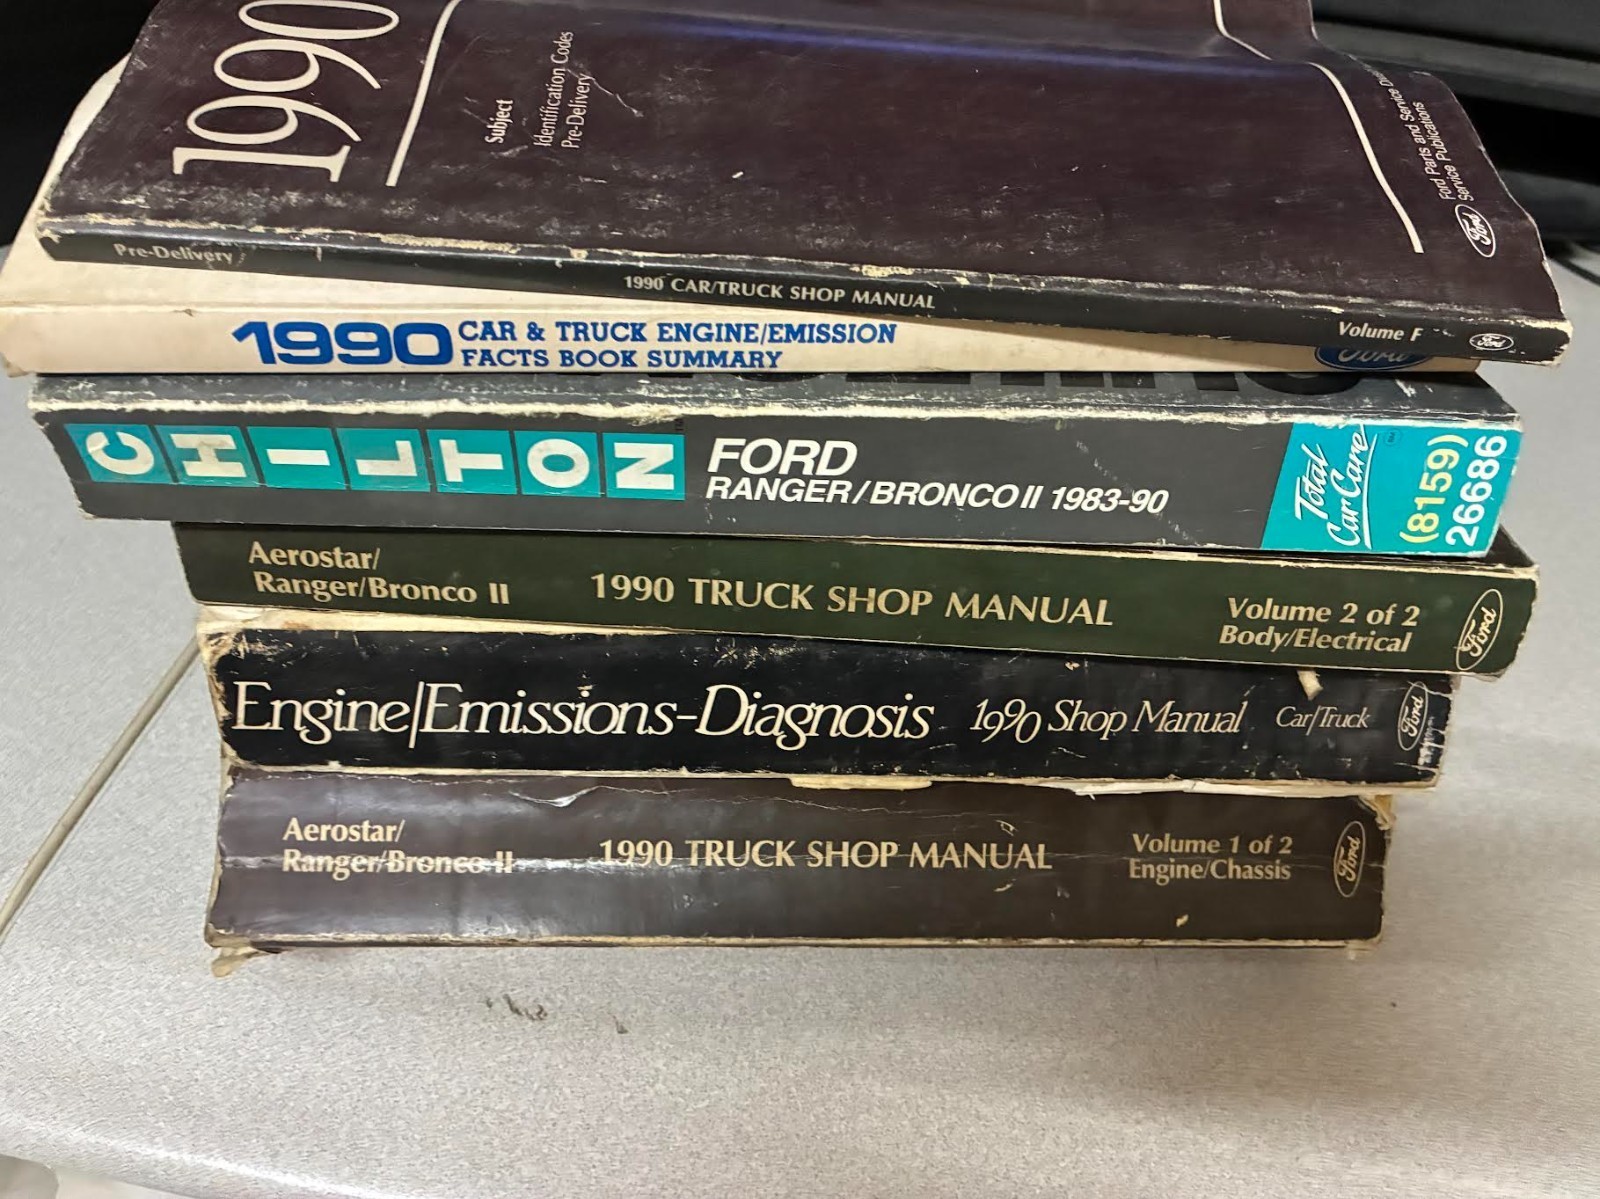 1990
Subject
Identification Codes
Pre-Delivery
Ford Parts and Service
Service Publications
Ford
Pre-Delivery
1990 CAR/TRUCK SHOP MANUAL
Volume F
Ford
1990 CAR & TRUCK ENGINE/EMISSION
FACTS BOOK SUMMARY
Ford
CHILTON
FORD
RANGER/BRONCO II 1983-90
Total
Car Care
(8159)
26686
Aerostar/
Ranger/Bronco II
1990 TRUCK SHOP MANUAL
Volume 2 of 2
Body/Electrical
Ford
Engine/Emissions-Diagnosis
1990 Shop Manual
Car/Truck
Ford
Aerostar/
Ranger/Bronco II
1990 TRUCK SHOP MANUAL
Volume 1 of 2
Engine/Chassis
Ford